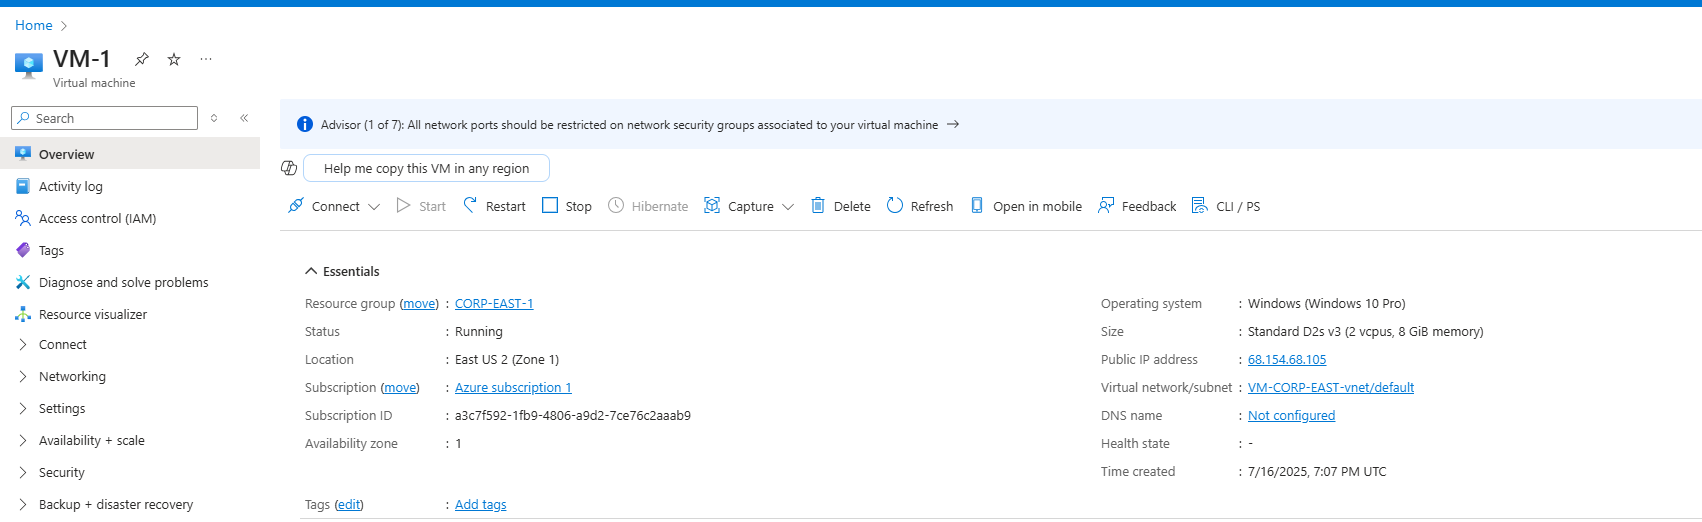 Home
VM-1
Virtual machine
Search
Overview
Activity log
Access control (IAM)
Tags
Diagnose and solve problems
Resource visualizer
Connect
Networking
Settings
Availability + scale
Security
Backup + disaster recovery
Advisor (1 of 7): All network ports should be restricted on network security groups associated to your virtual machine
Help me copy this VM in any region
Connect Start Restart Stop Hibernate Capture Delete Refresh Open in mobile Feedback CLI / PS
Essentials
Resource group (move) : CORP-EAST-1
Status : Running
Location : East US 2 (Zone 1)
Subscription (move) : Azure subscription 1
Subscription ID : a3c7f592-1fb9-4806-a9d2-7ce76c2aaab9
Availability zone : 1
Operating system : Windows (Windows 10 Pro)
Size : Standard D2s v3 (2 vcpus, 8 GiB memory)
Public IP address : 68.154.68.105
Virtual network/subnet : VM-CORP-EAST-vnet/default
DNS name : Not configured
Health state : -
Time created : 7/16/2025, 7:07 PM UTC
Tags (edit) : Add tags